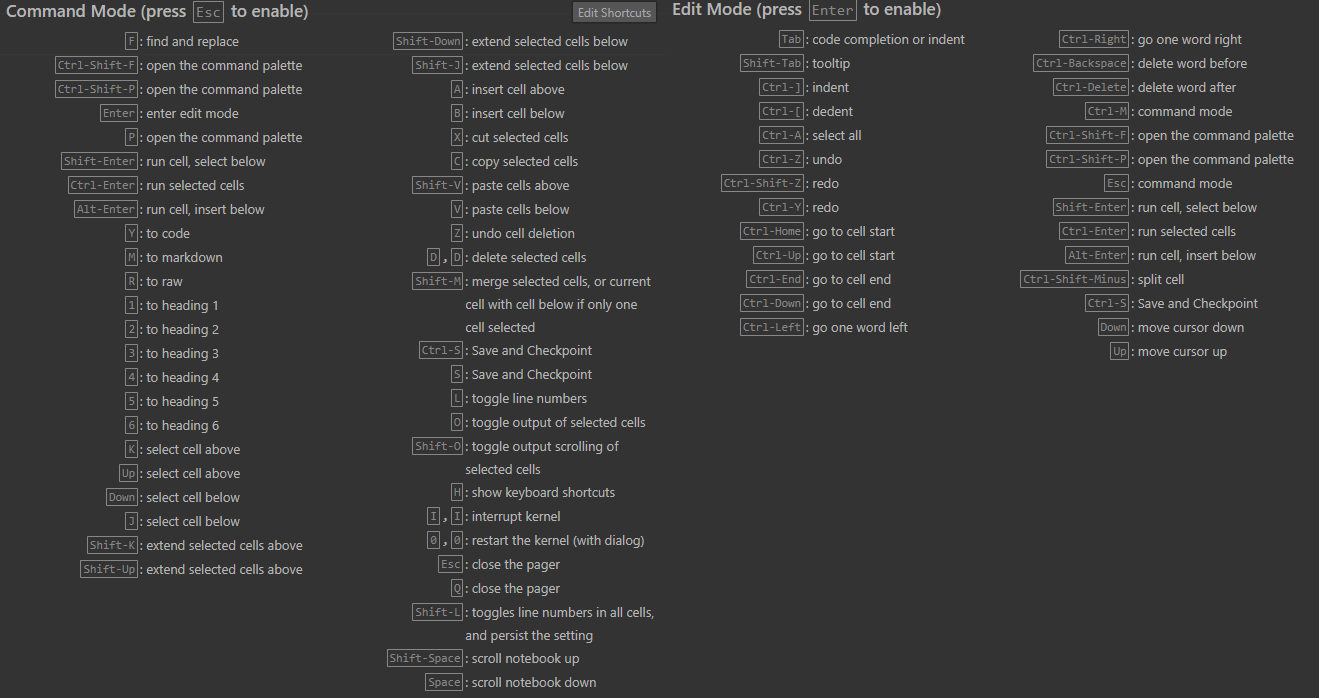 Command Mode (press Esc to enable)
Edit Shortcuts
F: find and replace
Ctrl-Shift-F: open the command palette
Ctrl-Shift-P: open the command palette
Enter: enter edit mode
P: open the command palette
Shift-Enter: run cell, select below
Ctrl-Enter: run selected cells
Alt-Enter: run cell, insert below
Y: to code
M: to markdown
R: to raw
1: to heading 1
2: to heading 2
3: to heading 3
4: to heading 4
5: to heading 5
6: to heading 6
K: select cell above
Up: select cell above
Down: select cell below
J: select cell below
Shift-K: extend selected cells above
Shift-Up: extend selected cells above
Shift-Down: extend selected cells below
Shift-J: extend selected cells below
A: insert cell above
B: insert cell below
X: cut selected cells
C: copy selected cells
Shift-V: paste cells above
V: paste cells below
Z: undo cell deletion
D, D: delete selected cells
Shift-M: merge selected cells, or current
cell with cell below if only one
cell selected
Ctrl-S: Save and Checkpoint
S: Save and Checkpoint
L: toggle line numbers
O: toggle output of selected cells
Shift-O: toggle output scrolling of
selected cells
H: show keyboard shortcuts
I, I: interrupt kernel
0, 0: restart the kernel (with dialog)
Esc: close the pager
Q: close the pager
Shift-L: toggles line numbers in all cells,
and persist the setting
Shift-Space: scroll notebook up
Space: scroll notebook down
Edit Mode (press Enter to enable)
Tab: code completion or indent
Shift-Tab: tooltip
Ctrl-]: indent
Ctrl-[: dedent
Ctrl-A: select all
Ctrl-Z: undo
Ctrl-Shift-Z: redo
Ctrl-Y: redo
Ctrl-Home: go to cell start
Ctrl-Up: go to cell start
Ctrl-End: go to cell end
Ctrl-Down: go to cell end
Ctrl-Left: go one word left
Ctrl-Right: go one word right
Ctrl-Backspace: delete word before
Ctrl-Delete: delete word after
Ctrl-M: command mode
Ctrl-Shift-F: open the command palette
Ctrl-Shift-P: open the command palette
Esc: command mode
Shift-Enter: run cell, select below
Ctrl-Enter: run selected cells
Alt-Enter: run cell, insert below
Ctrl-Shift-Minus: split cell
Ctrl-S: Save and Checkpoint
Down: move cursor down
Up: move cursor up